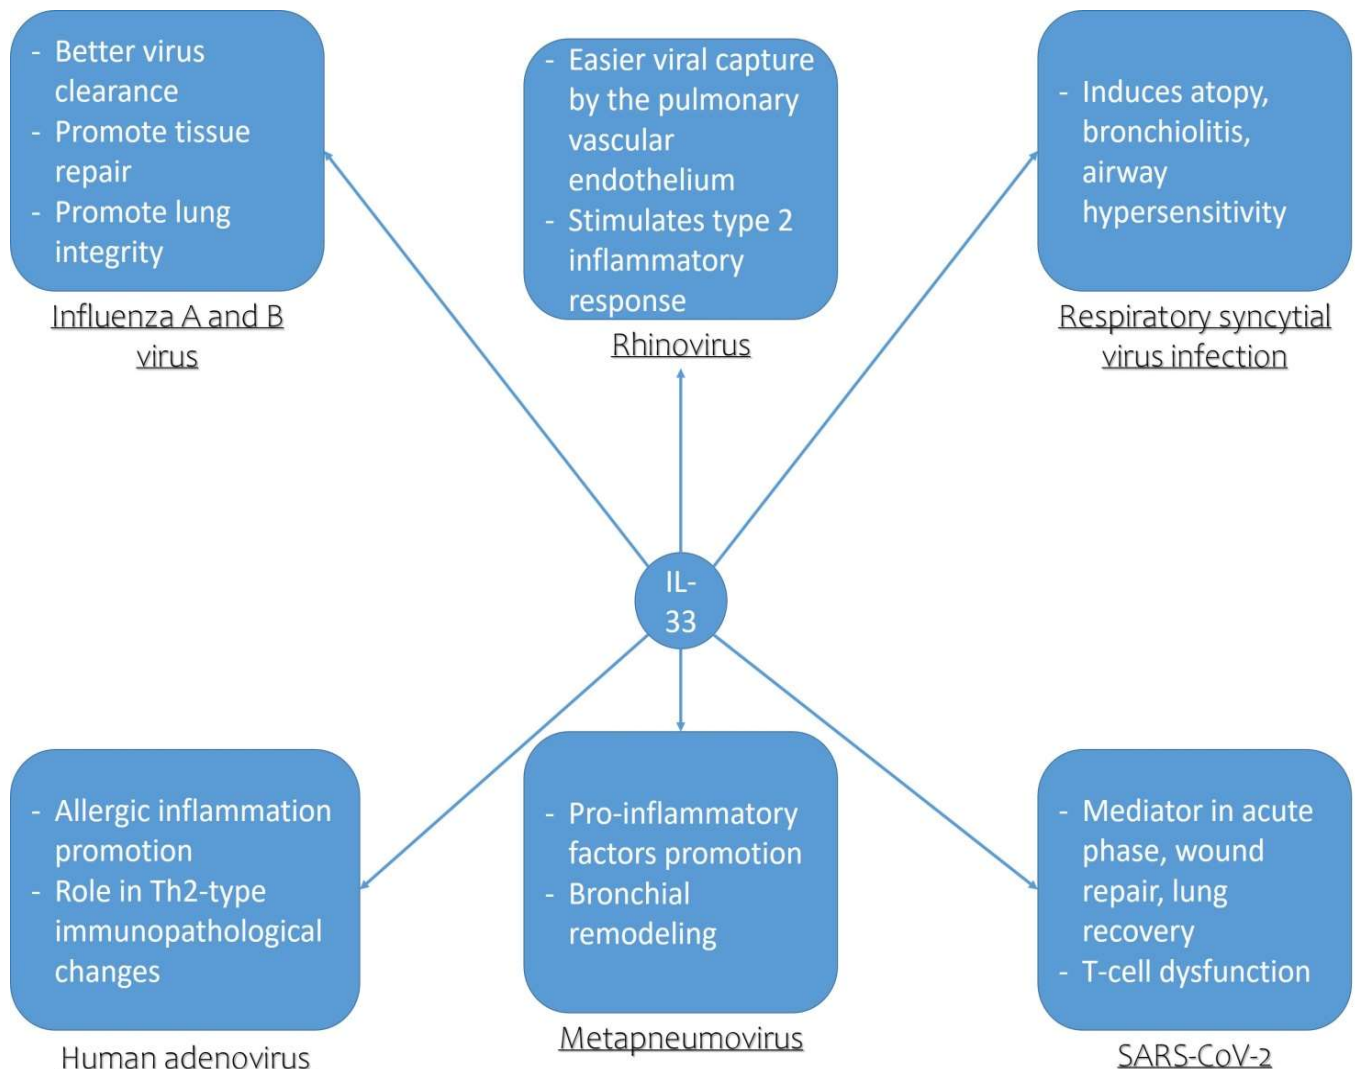 - Better virus
clearance
- Promote tissue
repair
- Promote lung
integrity
Influenza A and B
virus
- Easier viral capture
by the pulmonary
vascular
endothelium
- Stimulates type 2
inflammatory
response
Rhinovirus
- Induces atopy,
bronchiolitis,
airway
hypersensitivity
Respiratory syncytial
virus infection
IL-
33
- Allergic inflammation
promotion
- Role in Th2-type
immunopathological
changes
Human adenovirus
- Pro-inflammatory
factors promotion
- Bronchial
remodeling
Metapneumovirus
- Mediator in acute
phase, wound
repair, lung
recovery
- T-cell dysfunction
SARS-CoV-2